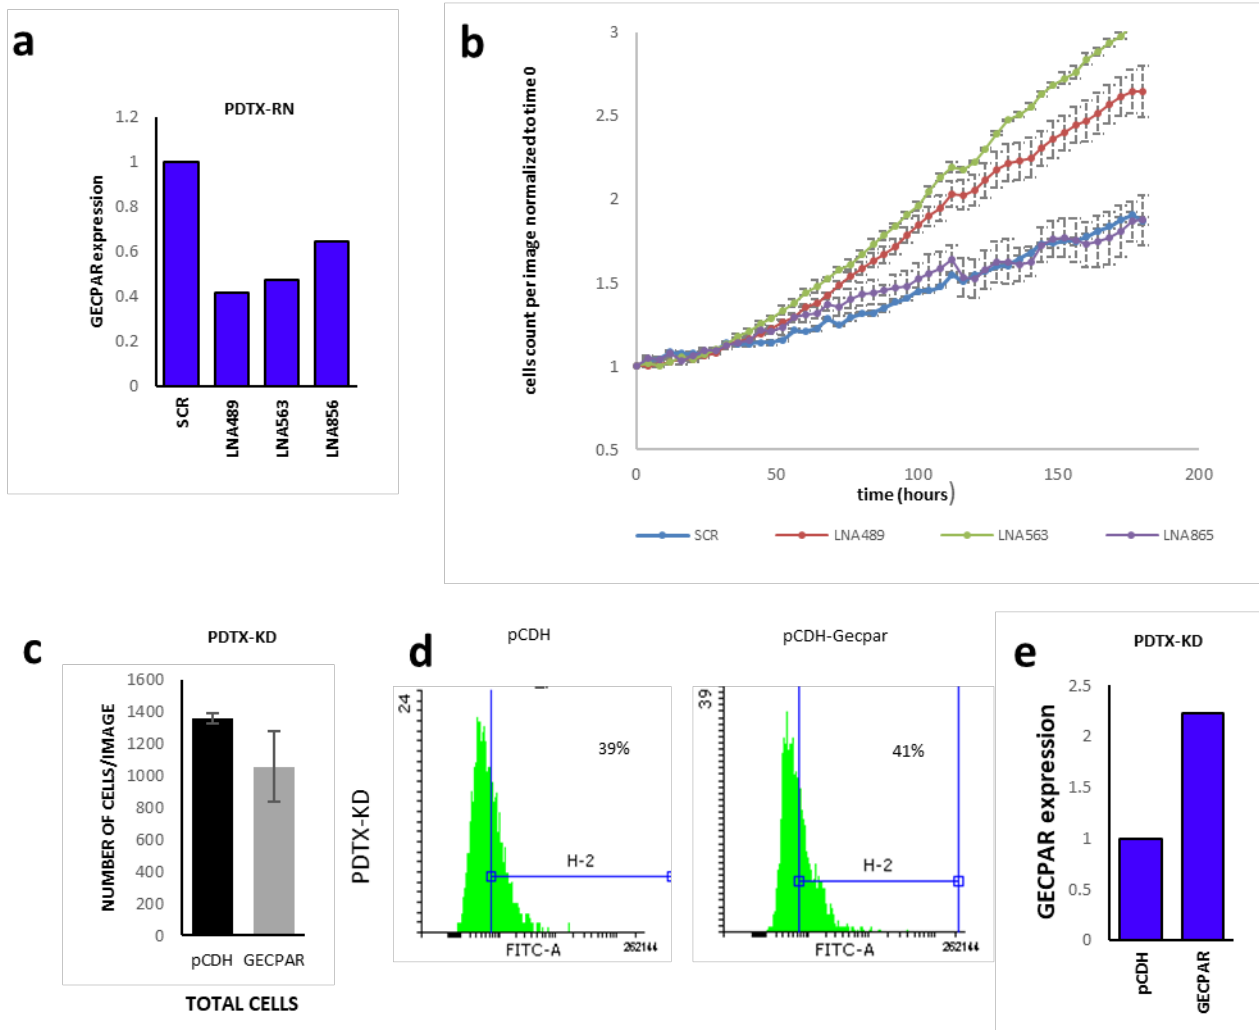 a
PDTX-RN
GECPAR expression
1.2
1
0.8
0.6
0.4
0.2
0
SCR
LNA489
LNA563
LNA856
b
cells count per image normalized to time 0
3
2.5
2
1.5
1
0.5
0
50
100
150
200
time (hours)
SCR
LNA489
LNA563
LNA865
c
PDTX-KD
NUMBER OF CELLS/IMAGE
1600
1400
1200
1000
800
600
400
200
0
pCDH
GECPAR
TOTAL CELLS
d
pCDH
pCDH-Gecpar
PDTX-KD
24
39%
H-2
FITC-A
262144
39
41%
H-2
FITC-A
262144
e
PDTX-KD
GECPAR expression
2.5
2
1.5
1
0.5
0
pCDH
GECPAR